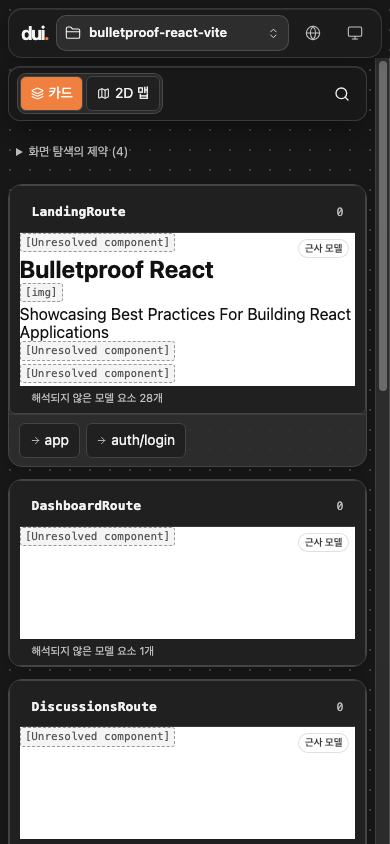 dui.
bulletproof-react-vite
카드
2D 맵
▶ 화면 탐색의 제약 (4)
LandingRoute 0
[Unresolved component]
근사 모델
Bulletproof React
[img]
Showcasing Best Practices For Building React
Applications
[Unresolved component]
[Unresolved component]
해석되지 않은 모델 요소 28개
→ app
→ auth/login
DashboardRoute 0
[Unresolved component]
근사 모델
해석되지 않은 모델 요소 1개
DiscussionsRoute 0
[Unresolved component]
근사 모델